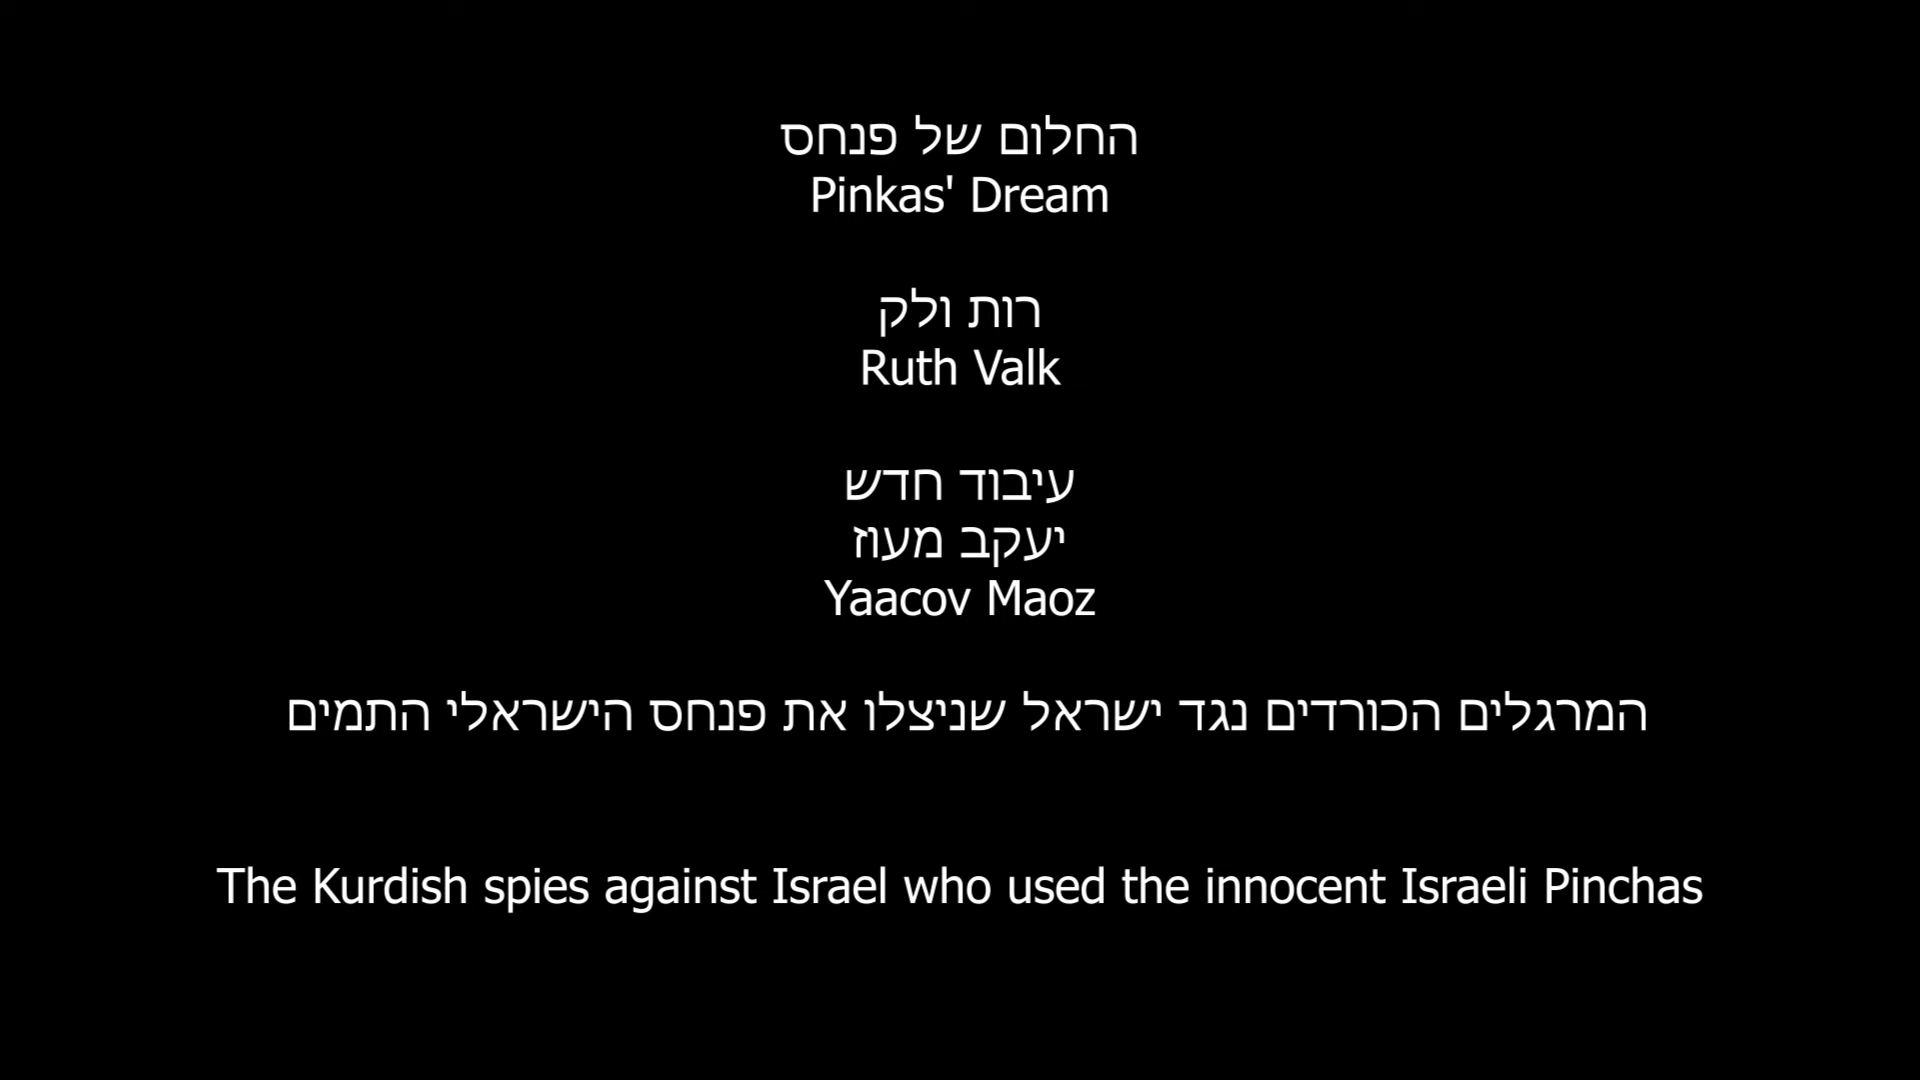 החלום של פנחס
Pinkas' Dream
רות ולק
Ruth Valk
עיבוד חדש
יעקב מעוז
Yaacov Maoz
המרגלים הכורדים נגד ישראל שניצלו את פנחס הישראלי התמים
The Kurdish spies against Israel who used the innocent Israeli Pinchas